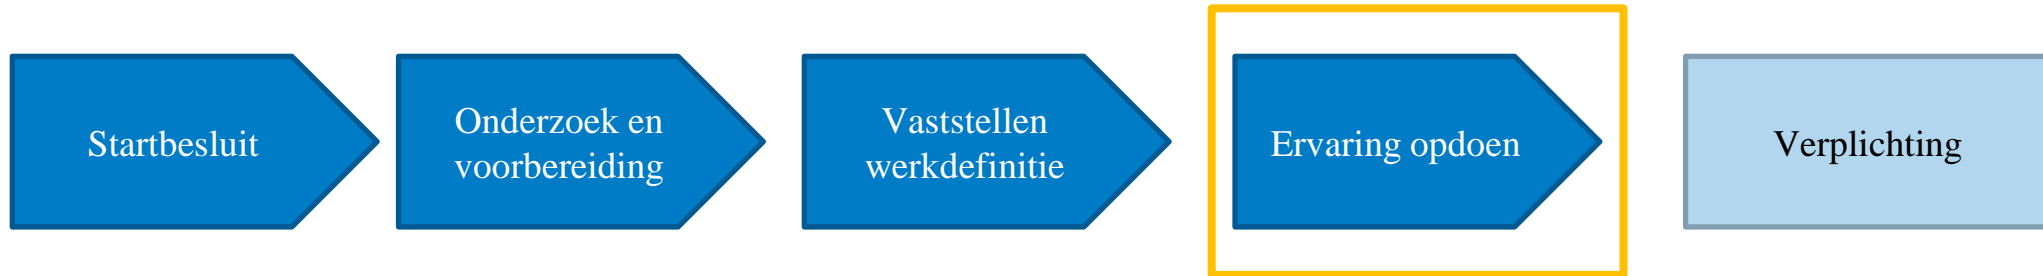 Startbesluit
Onderzoek en
voorbereiding
Vaststellen
werkdefinitie
Ervaring opdoen
Verplichting